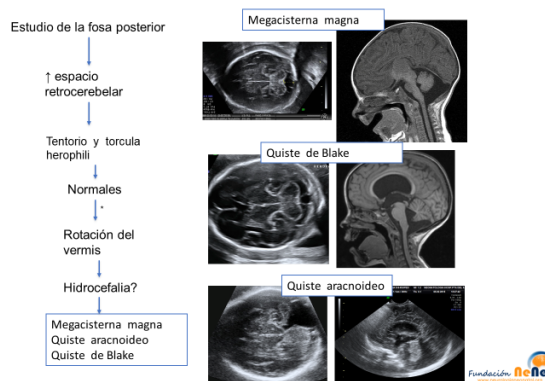 Estudio de la fosa posterior
↑ espacio
retrocerebelar
Tentorio y torcula
herophili
Normales
Rotación del
vermis
Hidrocefalia?
Megacisterna magna
Quiste aracnoideo
Quiste de Blake
Megacisterna magna
Quiste de Blake
Quiste aracnoideo
Fundación NeNe